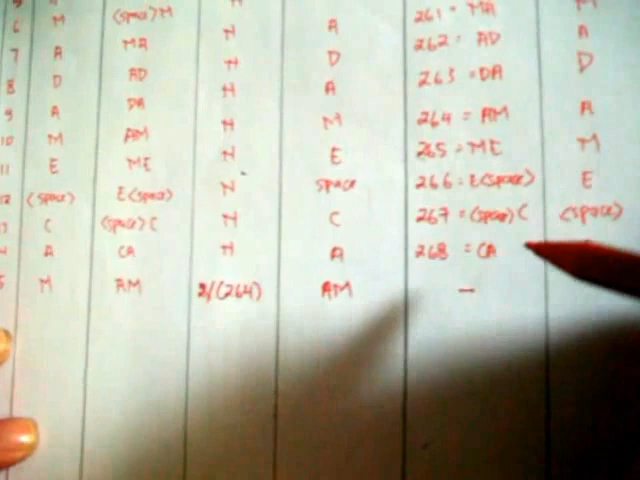 6 M (space)M N A 261 = MA M
7 A MA N D 262 = AD A
8 D AD N A 263 = DA D
9 A DA N M 264 = AM A
10 M AM N E 265 = ME M
11 E ME N space 266 = E(space) E
12 (space) E(space) N C 267 = (space)C (space)
C (space)C N A 268 = CA
A CA N
M AM Y(264) AM —